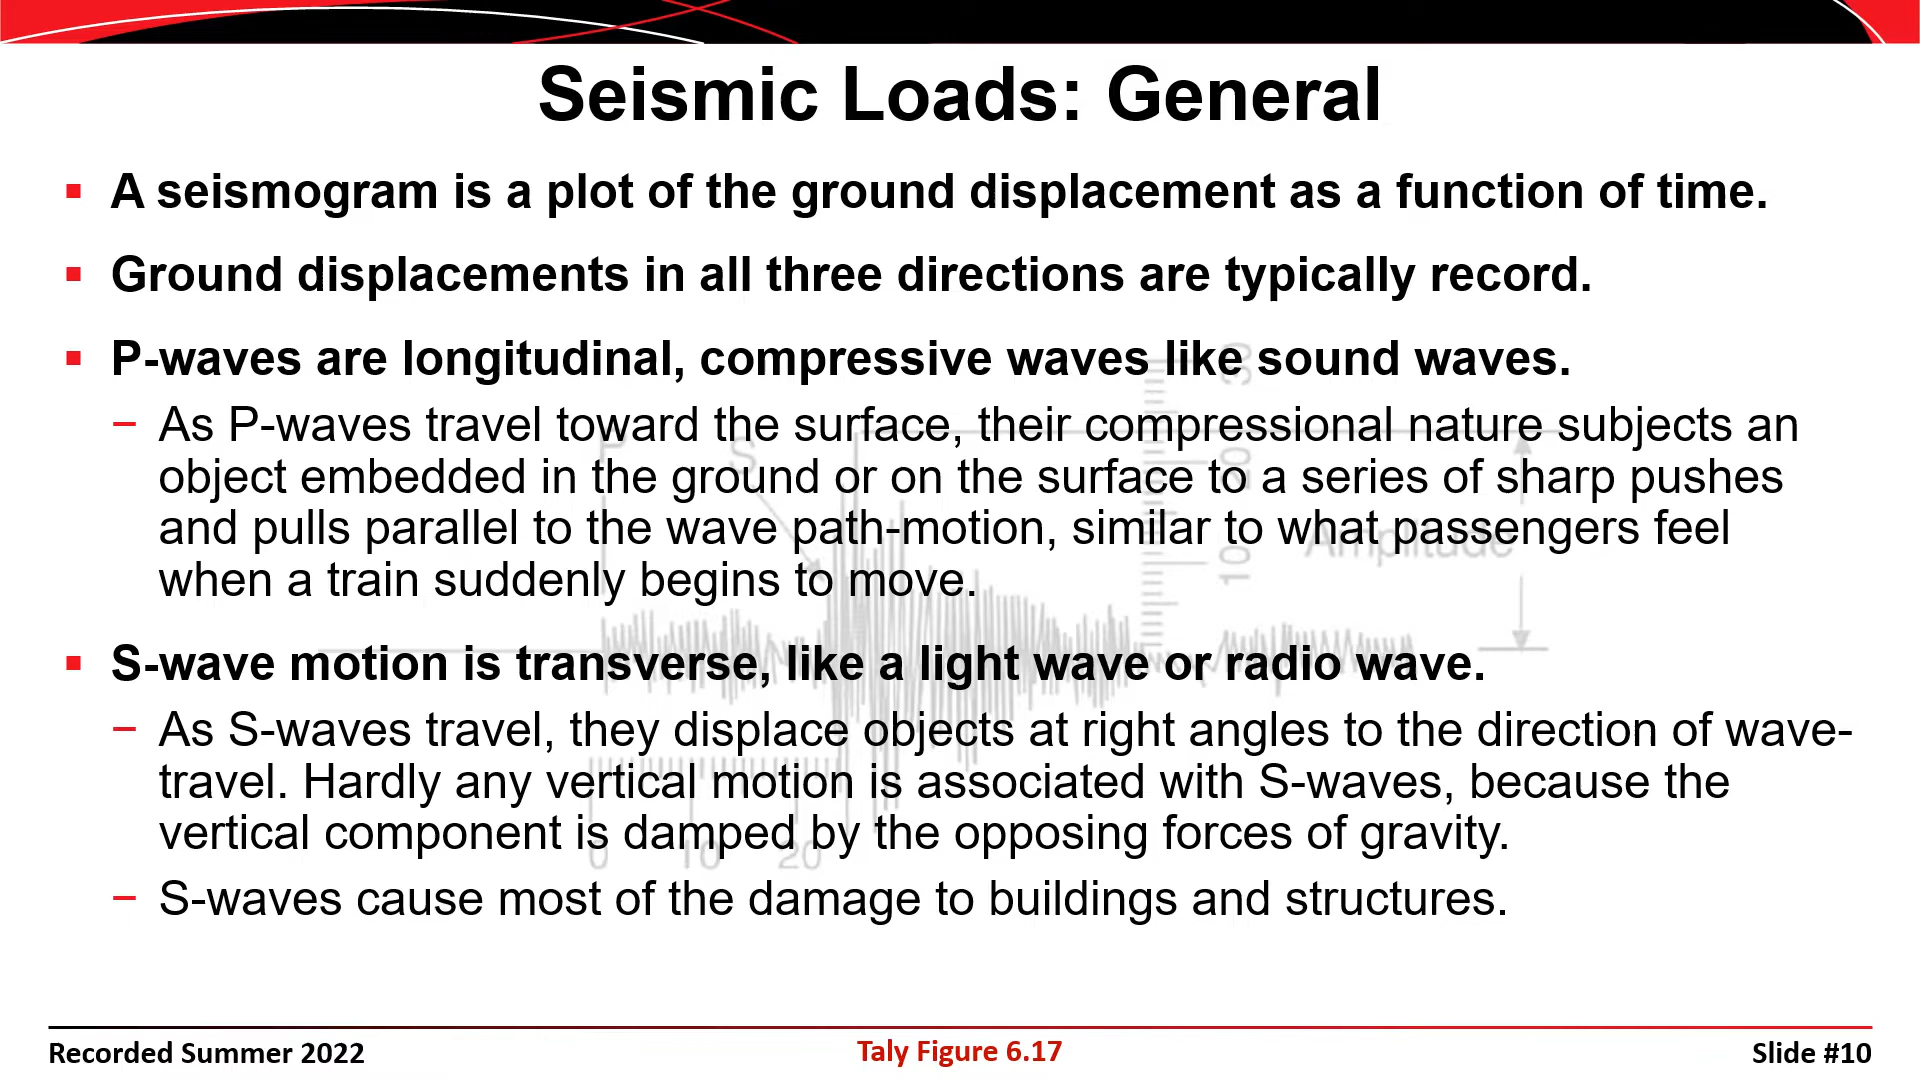 Seismic Loads: General
▪ A seismogram is a plot of the ground displacement as a function of time.
▪ Ground displacements in all three directions are typically record.
▪ P-waves are longitudinal, compressive waves like sound waves.
– As P-waves travel toward the surface, their compressional nature subjects an
object embedded in the ground or on the surface to a series of sharp pushes
and pulls parallel to the wave path-motion, similar to what passengers feel
when a train suddenly begins to move.
▪ S-wave motion is transverse, like a light wave or radio wave.
– As S-waves travel, they displace objects at right angles to the direction of wave-
travel. Hardly any vertical motion is associated with S-waves, because the
vertical component is damped by the opposing forces of gravity.
– S-waves cause most of the damage to buildings and structures.
P
S
30
20
10
Amplitude
0 10 20
Recorded Summer 2022
Taly Figure 6.17
Slide #10